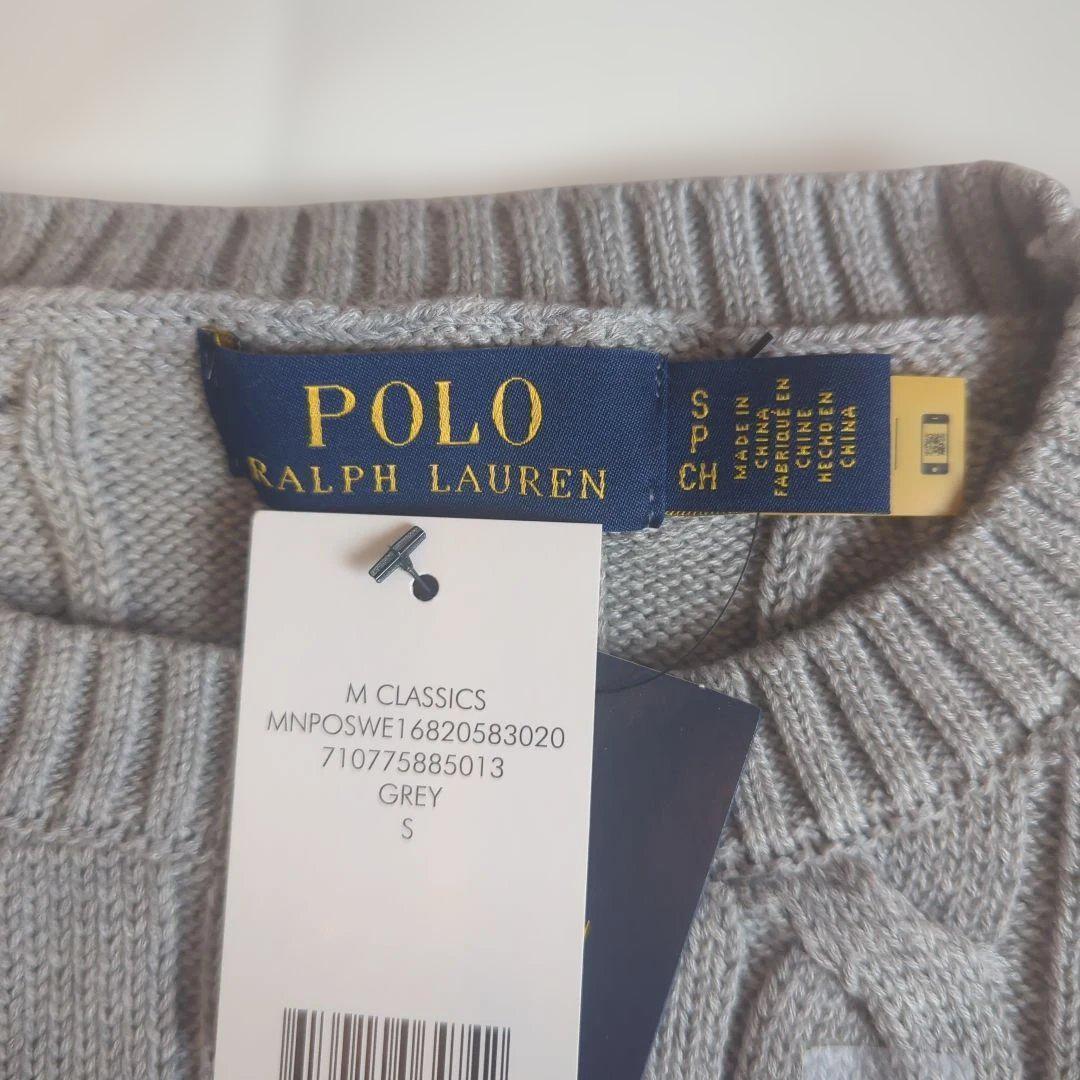 POLO
RALPH LAUREN
S
P
CH
MADE IN
CHINA
FABRIQUÉ EN
CHINE
HECHO EN
CHINA
M CLASSICS
MNPOSWE16820583020
710775885013
GREY
S